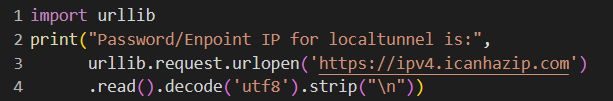 1 import urllib
2 print("Password/Enpoint IP for localtunnel is:",
3 urllib.request.urlopen('https://ipv4.icanhazip.com')
4 .read().decode('utf8').strip("\n"))